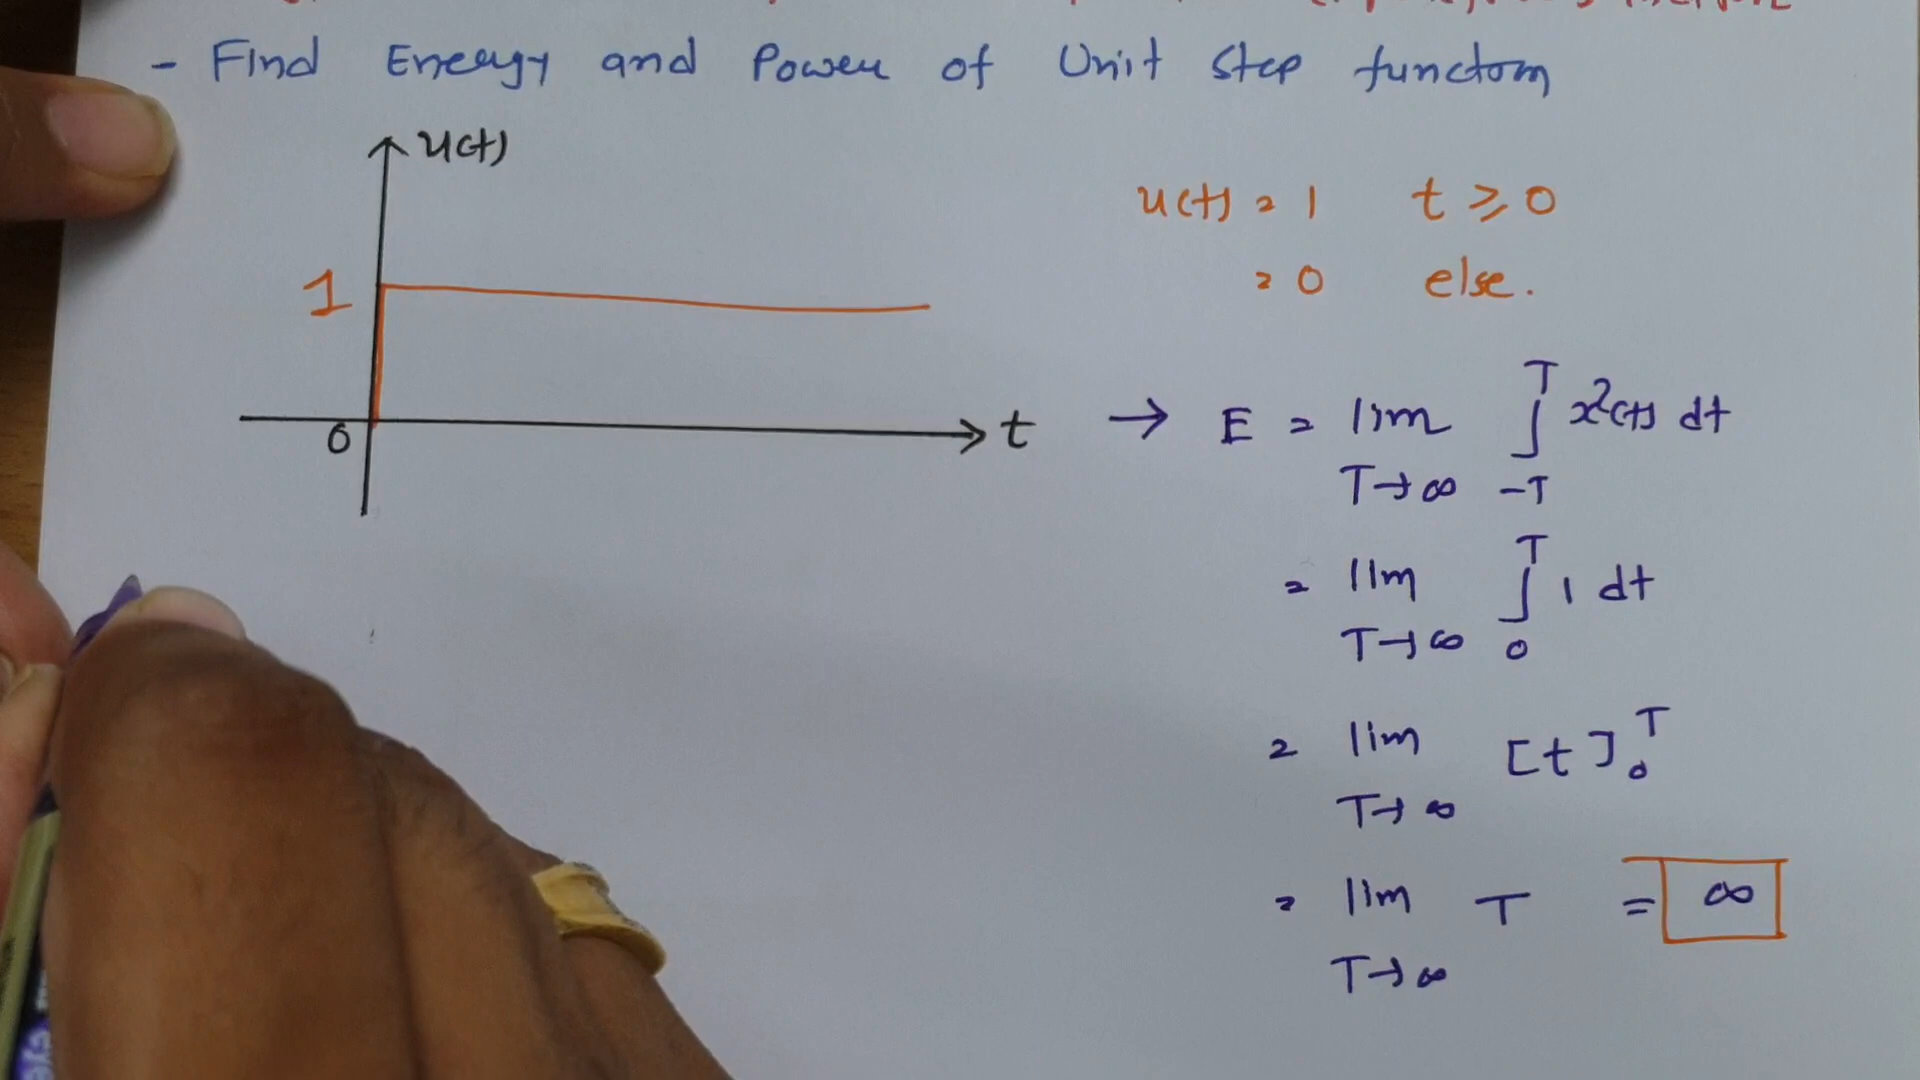 - Find Energy and Power of Unit Step function
u(t)
1
0
t
u(t) = 1 t ≥ 0
= 0 else.
→ E = lim ∫ x²(t) dt
T→∞ -T T
= lim ∫ 1 dt
T→∞ 0 T
= lim [t]₀ᵀ
T→∞
= lim T = ∞
T→∞